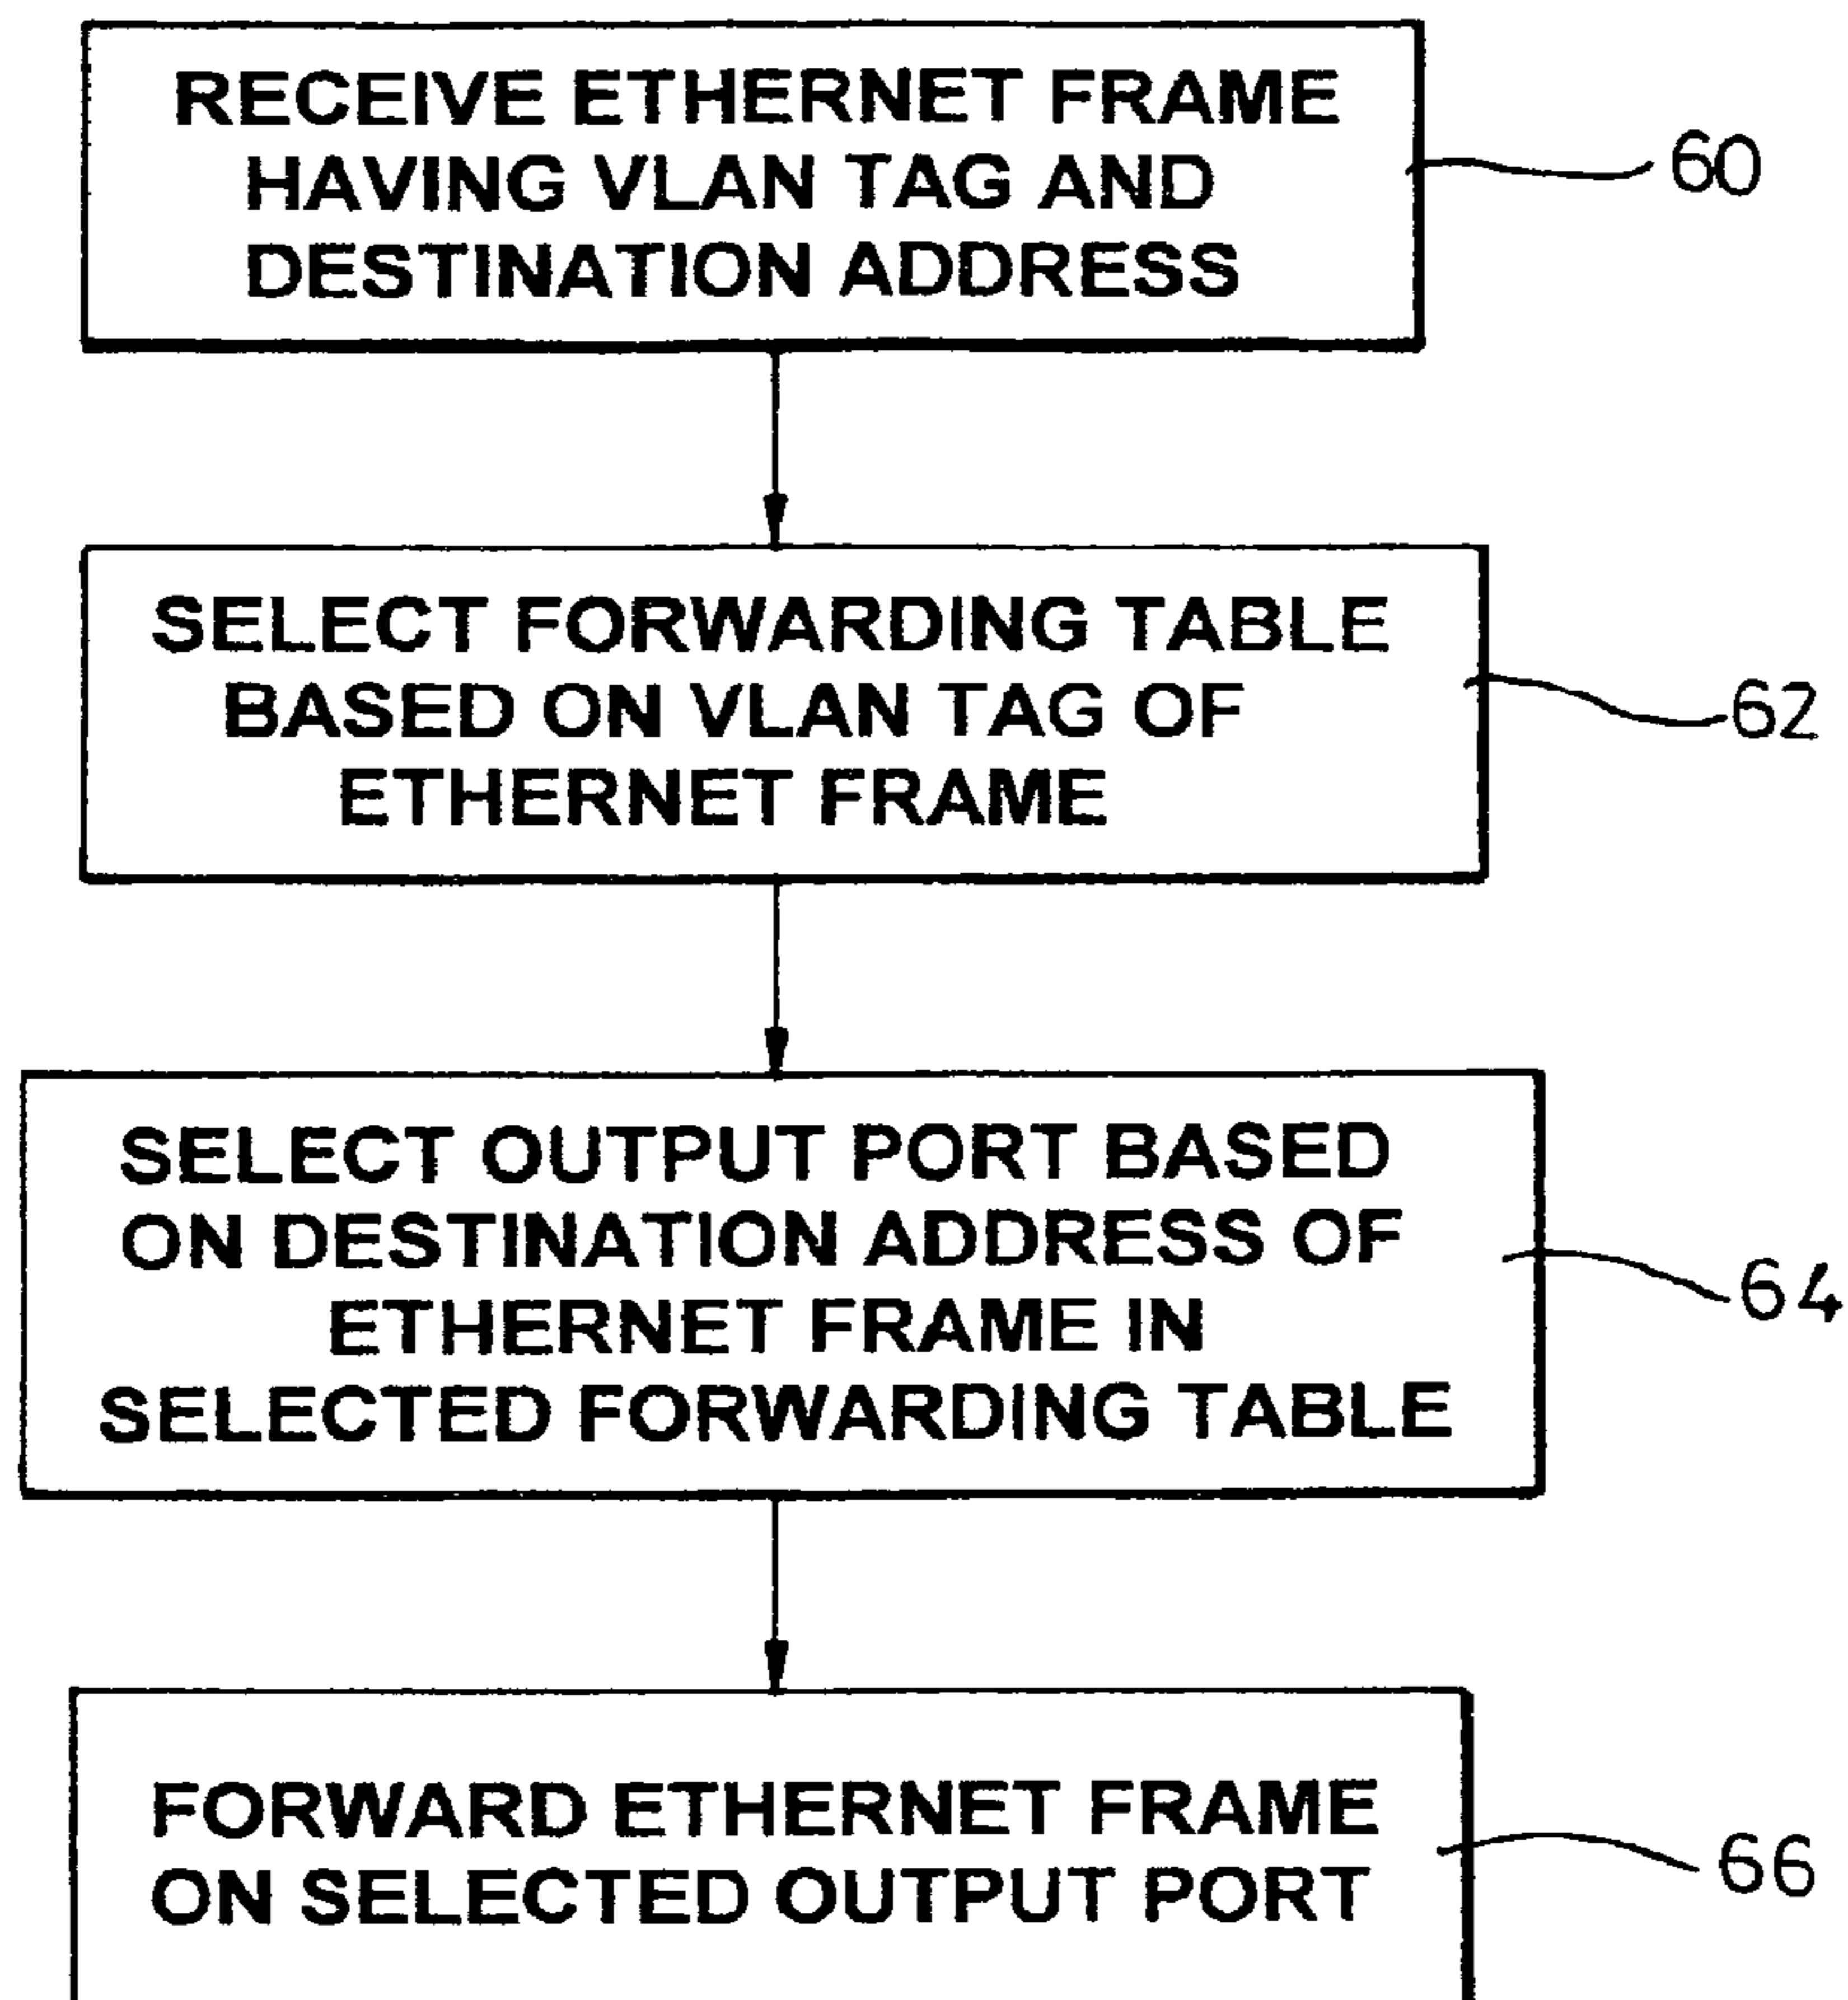 RECEIVE ETHERNET FRAME
HAVING VLAN TAG AND
DESTINATION ADDRESS
60
SELECT FORWARDING TABLE
BASED ON VLAN TAG OF
ETHERNET FRAME
62
SELECT OUTPUT PORT BASED
ON DESTINATION ADDRESS OF
ETHERNET FRAME IN
SELECTED FORWARDING TABLE
64
FORWARD ETHERNET FRAME
ON SELECTED OUTPUT PORT
66